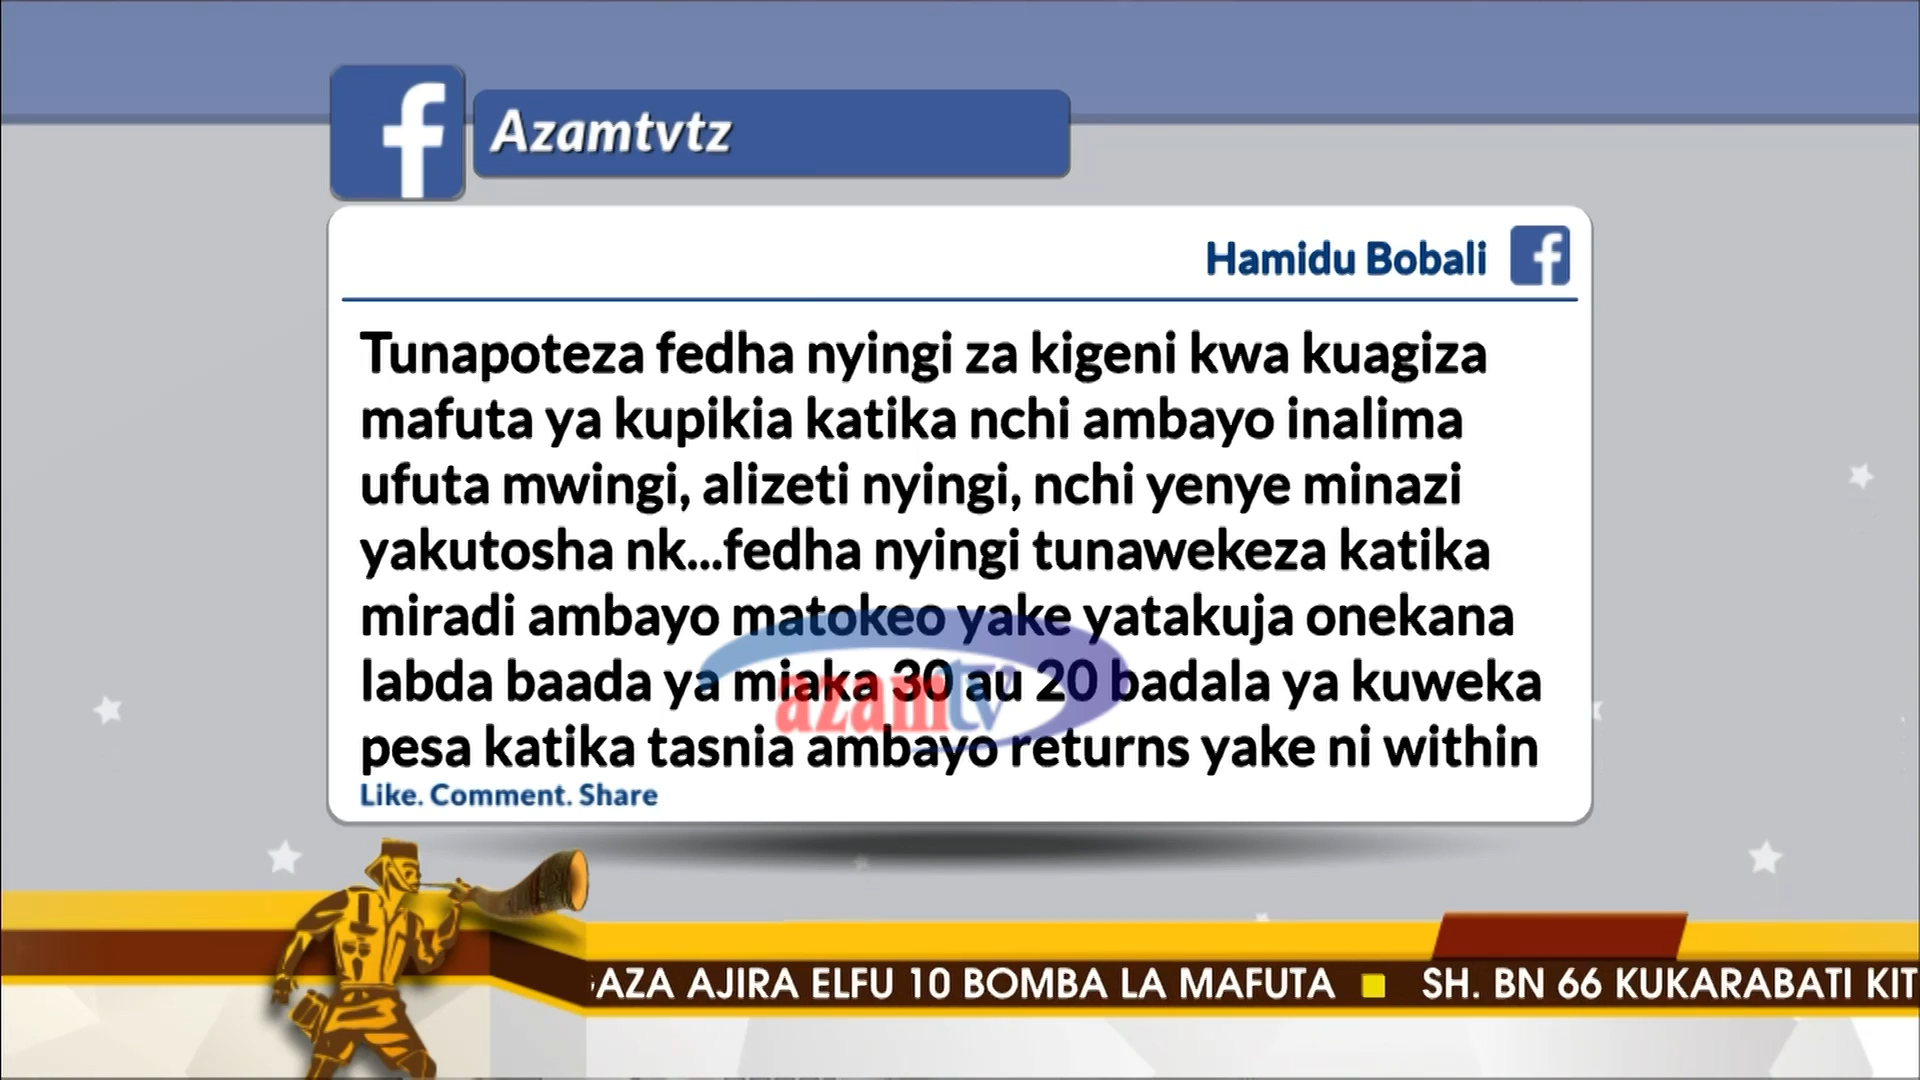 Azamtvtz
Hamidu Bobali
Tunapoteza fedha nyingi za kigeni kwa kuagiza
mafuta ya kupikia katika nchi ambayo inalima
ufuta mwingi, alizeti nyingi, nchi yenye minazi
yakutosha nk...fedha nyingi tunawekeza katika
miradi ambayo matokeo yake yatakuja onekana
labda baada ya miaka 30 au 20 badala ya kuweka
pesa katika tasnia ambayo returns yake ni within
azamtv
Like. Comment. Share
AJIRA ELFU 10 BOMBA LA MAFUTA SH. BN 66 KUKARABATI